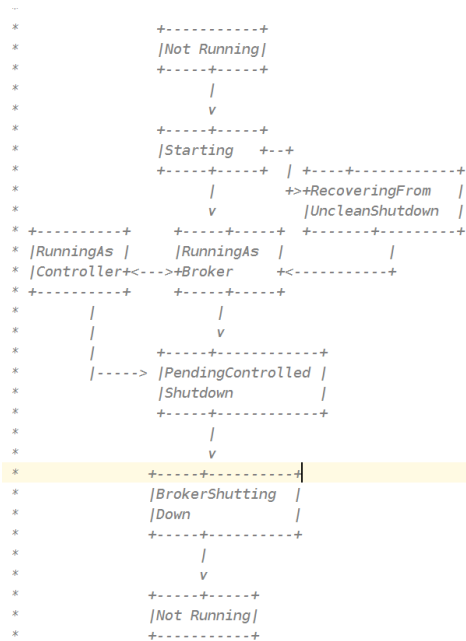 *                 +-----------+
*                 |Not Running|
*                 +-----+-----+
*                       |
*                       v
*                 +-----+-----+
*                 |Starting   +--+
*                 +-----+-----+  | +----+------------+
*                       |        +>+RecoveringFrom   |
*                       v          |UncleanShutdown  |
* +----------+     +-----+-----+  +-------+---------+
* |RunningAs |     |RunningAs  |            |
* |Controller+<--->+Broker     +<-----------+
* +----------+     +-----+-----+
*        |              |
*        |              v
*        |       +-----+------------+
*        |-----> |PendingControlled |
*                |Shutdown          |
*                +-----+------------+
*                      |
*                      v
*                +-----+----------+
*                |BrokerShutting  |
*                |Down            |
*                +-----+----------+
*                      |
*                      v
*                +-----+-----+
*                |Not Running|
*                +-----------+